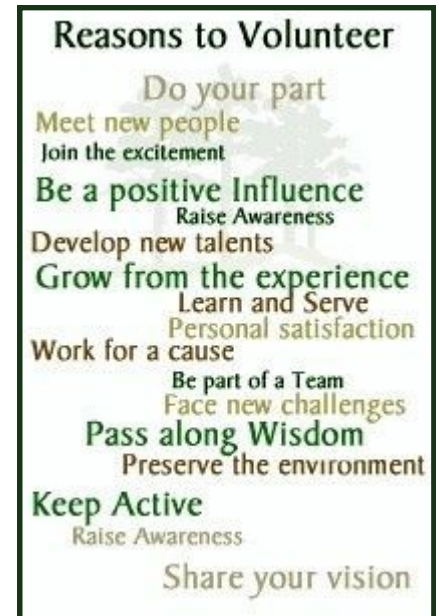 Reasons to Volunteer
Do your part
Meet new people
Join the excitement
Be a positive Influence
Raise Awareness
Develop new talents
Grow from the experience
Learn and Serve
Personal satisfaction
Work for a cause
Be part of a Team
Face new challenges
Pass along Wisdom
Preserve the environment
Keep Active
Raise Awareness
Share your vision